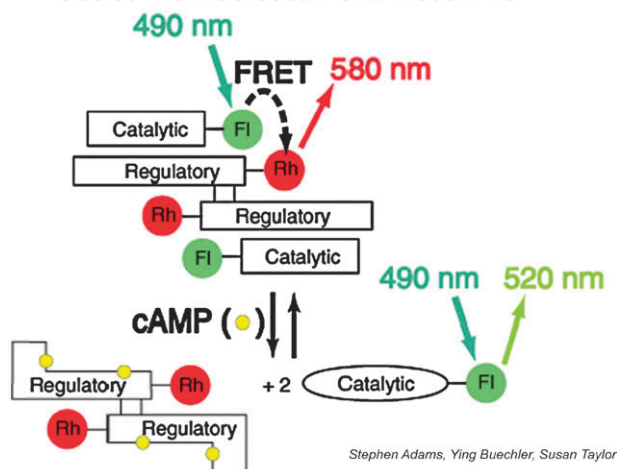 490 nm
FRET
580 nm
Catalytic
Fl
Regulatory
Rh
Rh
Regulatory
Fl
Catalytic
490 nm
520 nm
cAMP ( )
Regulatory
Rh
+ 2
Catalytic
Fl
Rh
Regulatory
Stephen Adams, Ying Buechler, Susan Taylor